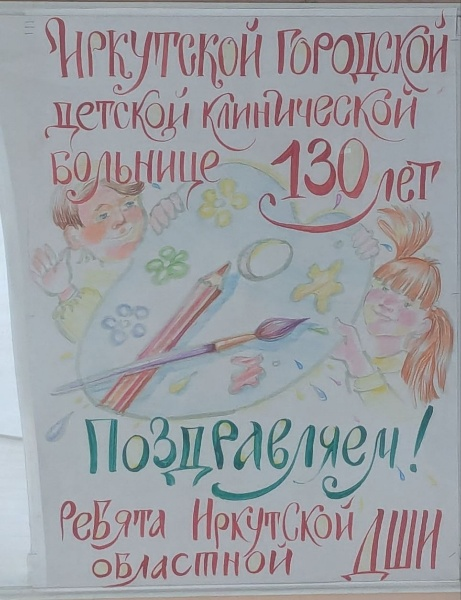 Иркутской городской
детской клинической
больнице 130 лет
Поздравляем!
Ребята Иркутской
областной ДШИ